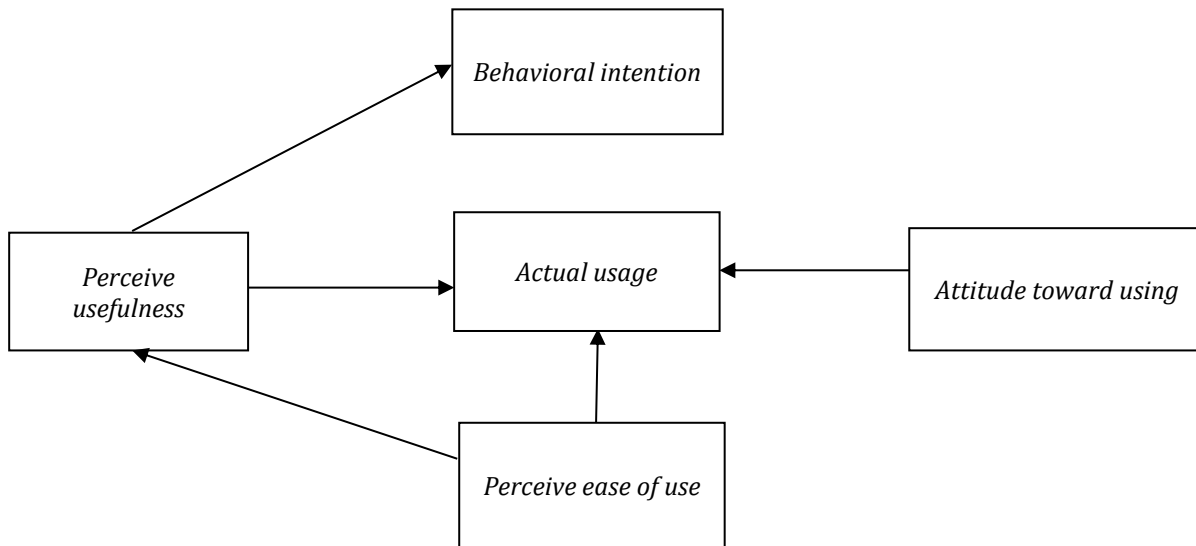 Behavioral intention
Perceive
usefulness
Actual usage
Attitude toward using
Perceive ease of use